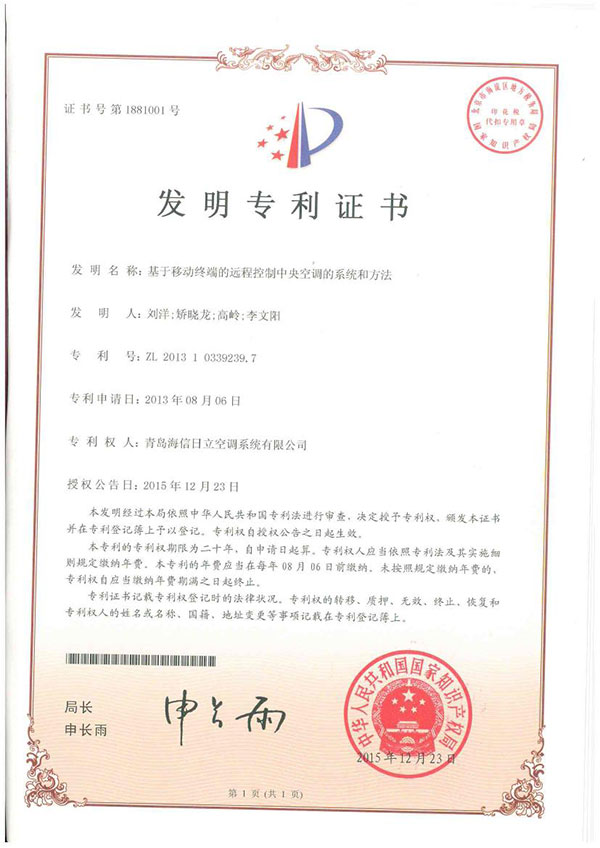 证书号第1881001号
北京市海淀区地方税务局
印花税
代扣专用章
国家知识产权局
发明专利证书
发明名称：基于移动终端的远程控制中央空调的系统和方法
发明人：刘洋;矫晓龙;高岭;李文阳
专利号：ZL 2013 1 0339239.7
专利申请日：2013年08月06日
专利权人：青岛海信日立空调系统有限公司
授权公告日：2015年12月23日
本发明经过本局依照中华人民共和国专利法进行审查，决定授予专利权，颁发本证书
并在专利登记簿上予以登记。专利权自授权公告之日起生效。
本专利的专利权期限为二十年，自申请日起算。专利权人应当依照专利法及其实施细
则规定缴纳年费。本专利的年费应当在每年08月06日前缴纳。未按照规定缴纳年费的，
专利权自应当缴纳年费期满之日起终止。
专利证书记载专利权登记时的法律状况。专利权的转移、质押、无效、终止、恢复和
专利权人的姓名或名称、国籍、地址变更等事项记载在专利登记簿上。
局长
申长雨
申长雨
中华人民共和国国家知识产权局
2015年12月23日
第1页(共1页)